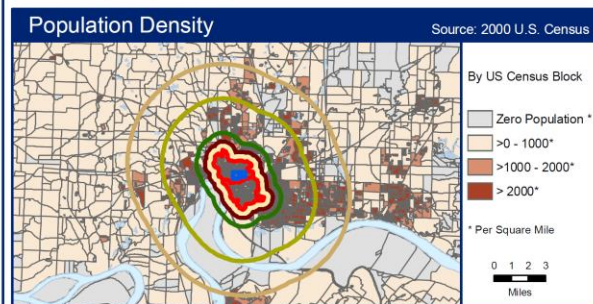 Population Density
Source: 2000 U.S. Census
By US Census Block
Zero Population *
>0 - 1000*
>1000 - 2000*
> 2000*
* Per Square Mile
0 1 2 3
Miles